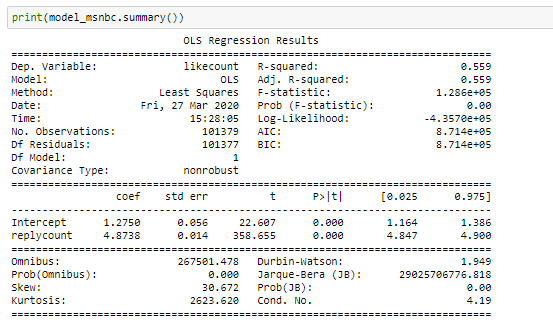 print(model_msnbc.summary())
OLS Regression Results
==============================================================================
Dep. Variable: likecount R-squared: 0.559
Model: OLS Adj. R-squared: 0.559
Method: Least Squares F-statistic: 1.286e+05
Date: Fri, 27 Mar 2020 Prob (F-statistic): 0.00
Time: 15:28:05 Log-Likelihood: -4.3570e+05
No. Observations: 101379 AIC: 8.714e+05
Df Residuals: 101377 BIC: 8.714e+05
Df Model: 1
Covariance Type: nonrobust
==============================================================================
coef std err t P>|t| [0.025 0.975]
------------------------------------------------------------------------------
Intercept 1.2750 0.056 22.607 0.000 1.164 1.386
replycount 4.8738 0.014 358.655 0.000 4.847 4.900
==============================================================================
Omnibus: 267501.478 Durbin-Watson: 1.949
Prob(Omnibus): 0.000 Jarque-Bera (JB): 29025706776.818
Skew: 30.672 Prob(JB): 0.00
Kurtosis: 2623.620 Cond. No. 4.19
==============================================================================